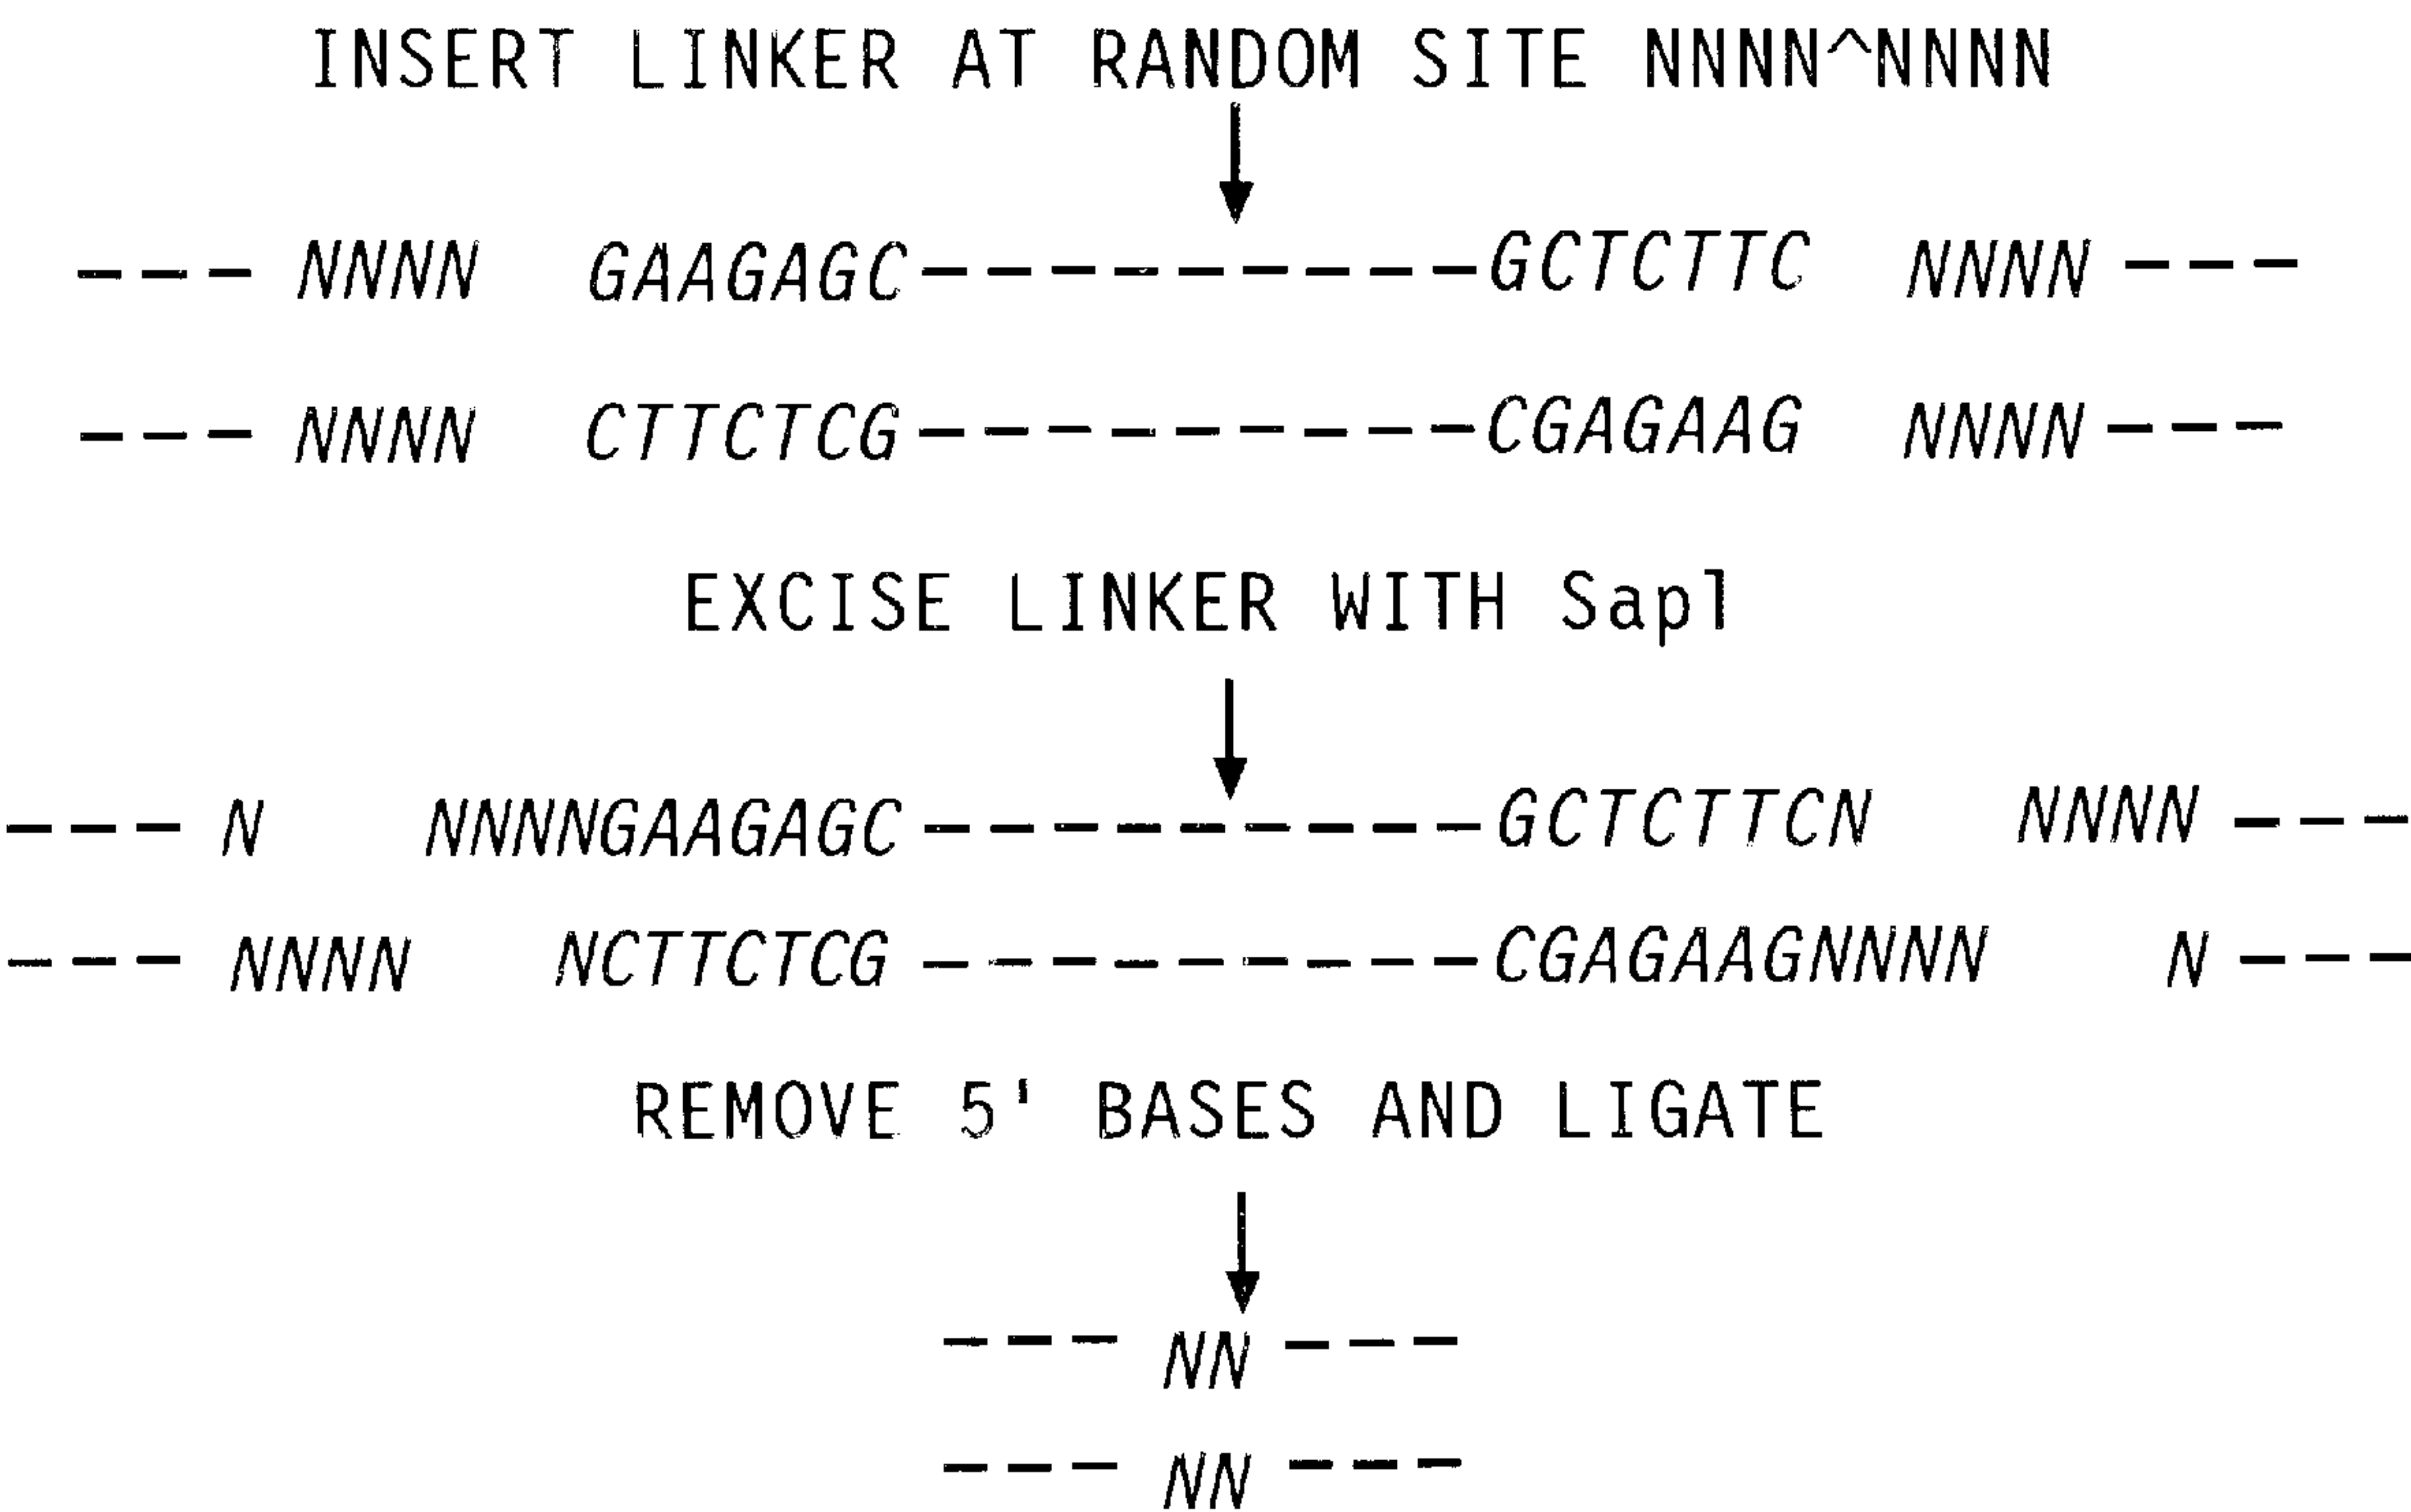 INSERT LINKER AT RANDOM SITE NNNN^NNNN
--- NNNN GAAGAGC---------GCTCTTC NNNN ---
--- NNNN CTTCTCG---------CGAGAAG NNNN ---
EXCISE LINKER WITH Sap1
--- N NNNNGAAGAGC ---------GCTCTTCN NNNN ---
--- NNNN NCTTCTCG ---------CGAGAAGNNNN N ---
REMOVE 5' BASES AND LIGATE
--- NN ---
--- NN ---